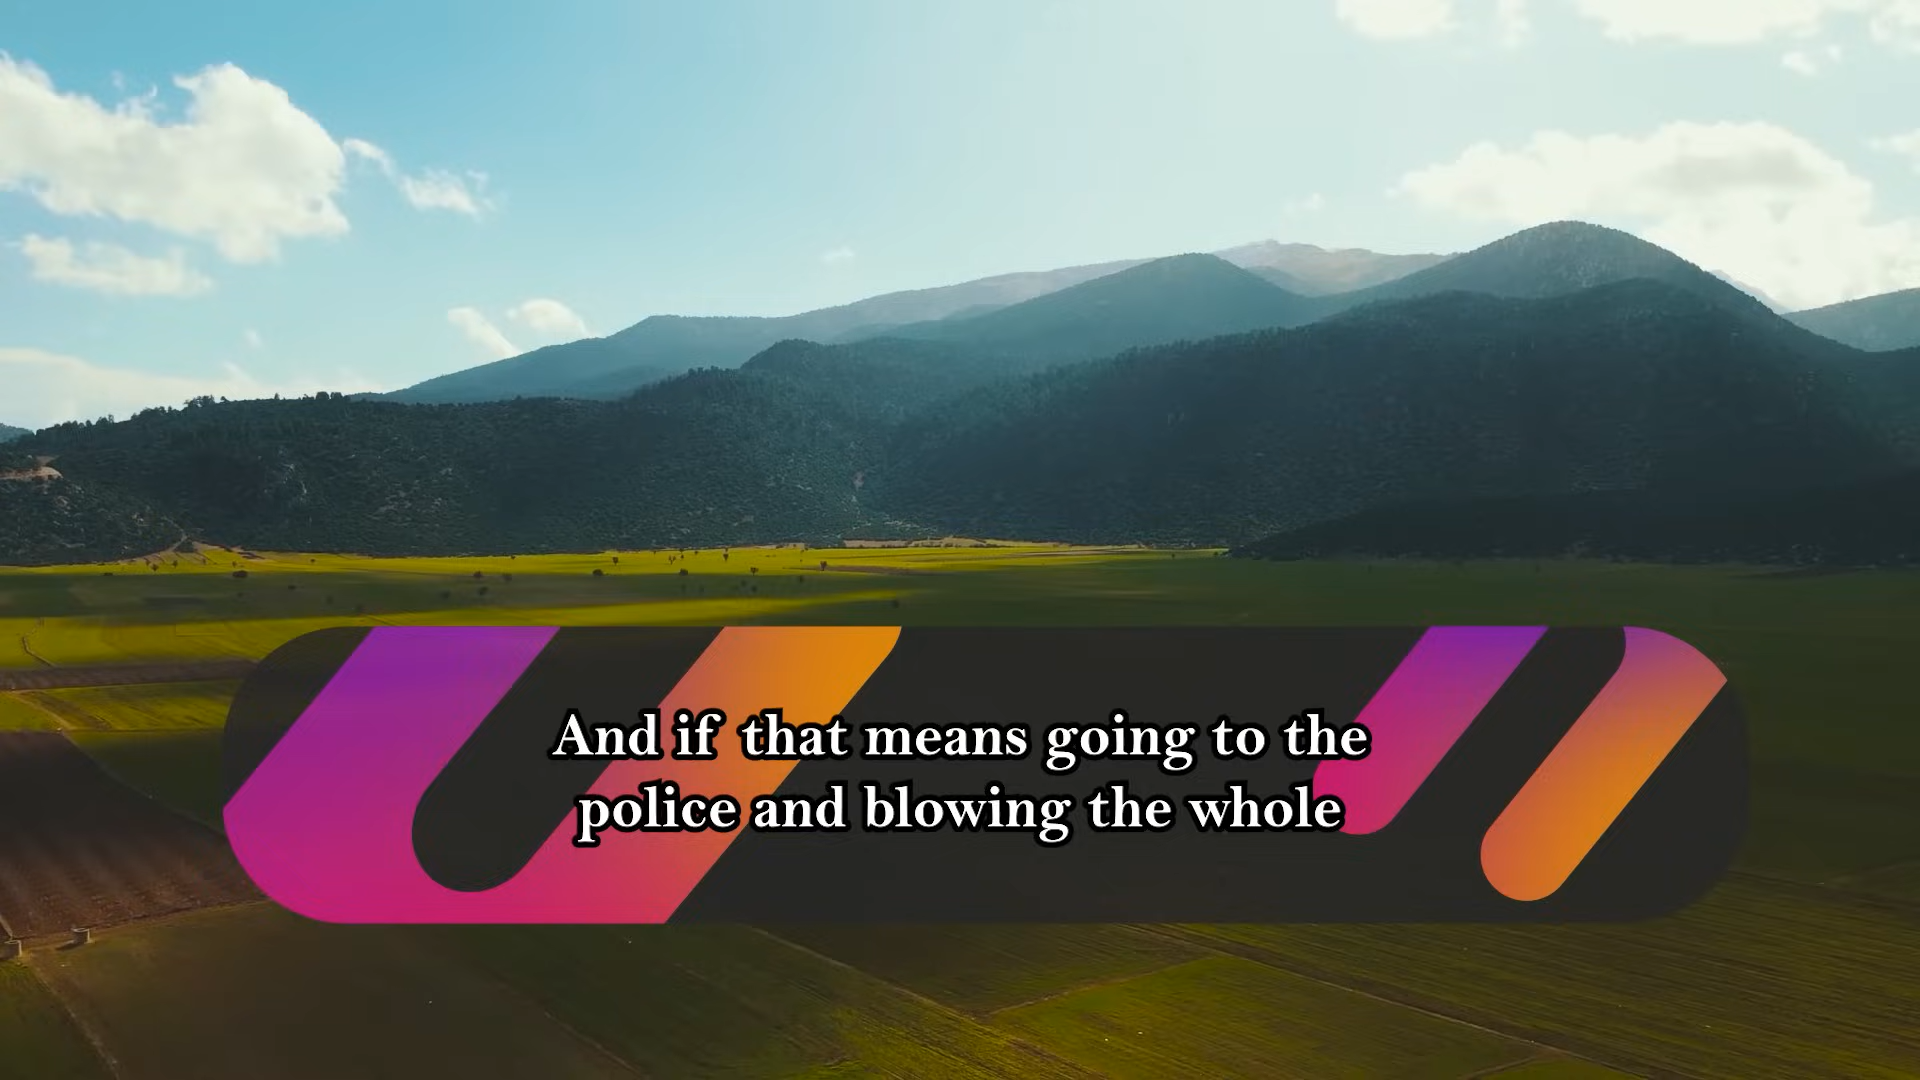 And if that means going to the
police and blowing the whole